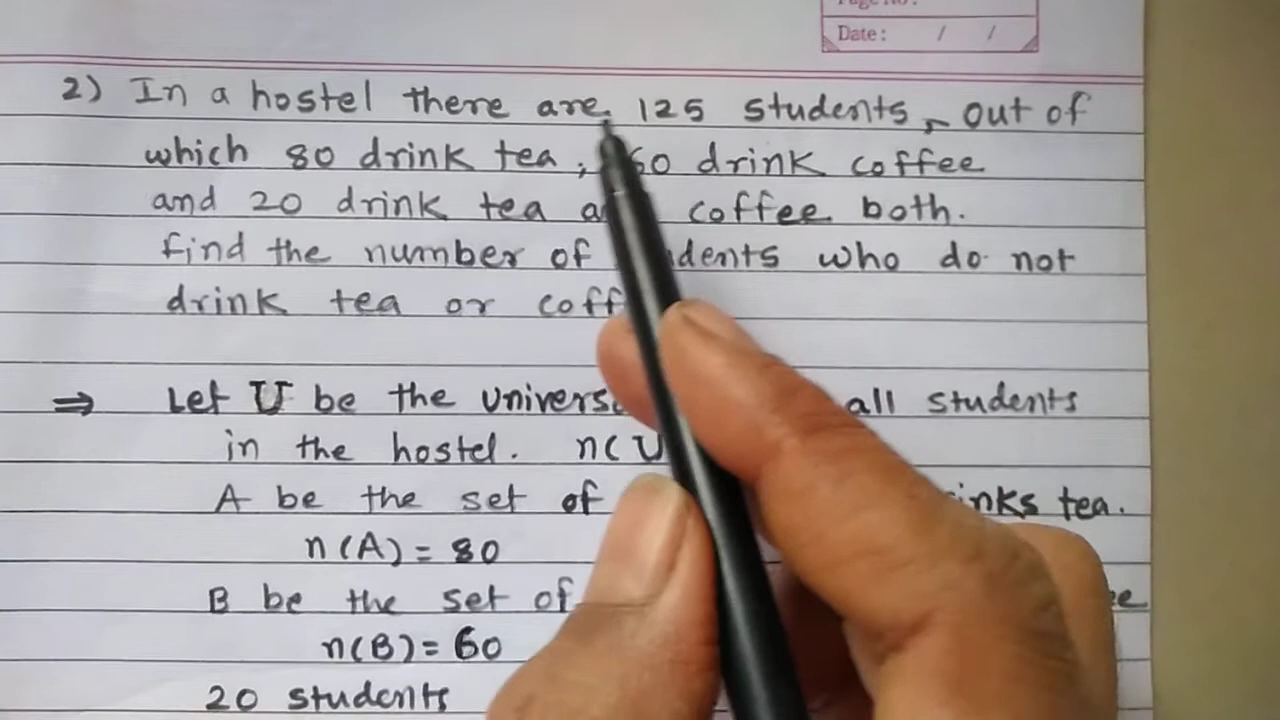 Date: / /
2) In a hostel there are 125 students, out of
which 80 drink tea, 60 drink coffee
and 20 drink tea coffee both.
find the number of who do not
drink tea or
⇒ Let U be the all students
in the hostel. n(U
A be the set of tea.
n(A) = 80
B be the set of
n(B) = 60
20 students